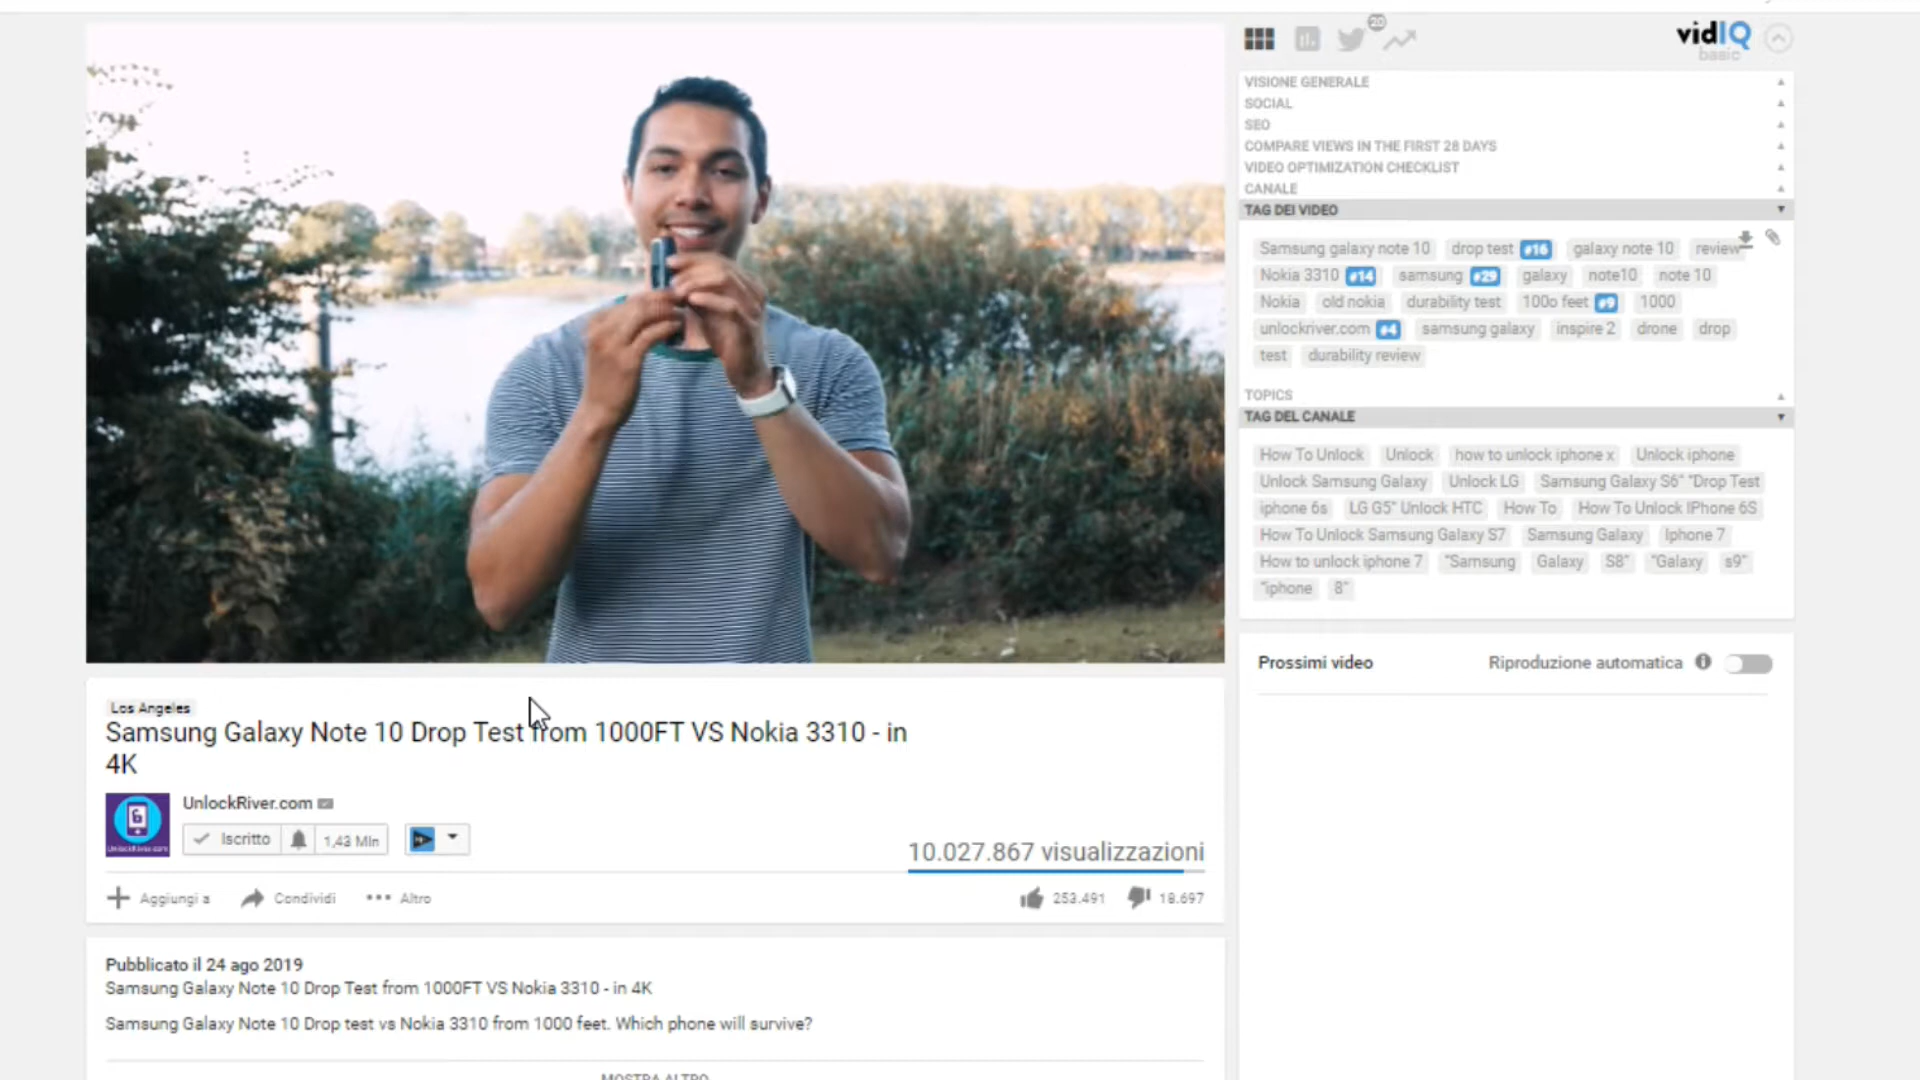 20
vidIQ
basic
VISIONE GENERALE
SOCIAL
SEO
COMPARE VIEWS IN THE FIRST 28 DAYS
VIDEO OPTIMIZATION CHECKLIST
CANALE
TAG DEI VIDEO
Samsung galaxy note 10 drop test #16 galaxy note 10 review
Nokia 3310 #14 samsung #29 galaxy note10 note 10
Nokia old nokia durability test 100o feet #9 1000
unlockriver.com #4 samsung galaxy inspire 2 drone drop
test durability review
TOPICS
TAG DEL CANALE
How To Unlock Unlock how to unlock iphone x Unlock iphone
Unlock Samsung Galaxy Unlock LG Samsung Galaxy S6" "Drop Test
iphone 6s LG G5" Unlock HTC How To How To Unlock IPhone 6S
How To Unlock Samsung Galaxy S7 Samsung Galaxy Iphone 7
How to unlock iphone 7 "Samsung Galaxy S8" "Galaxy s9"
"iphone 8"
Prossimi video Riproduzione automatica
Los Angeles
Samsung Galaxy Note 10 Drop Test from 1000FT VS Nokia 3310 - in
4K
UnlockRiver.com
Iscritto 1,43 Mln
10.027.867 visualizzazioni
Aggiungi a Condividi Altro 253.491 18.697
Pubblicato il 24 ago 2019
Samsung Galaxy Note 10 Drop Test from 1000FT VS Nokia 3310 - in 4K
Samsung Galaxy Note 10 Drop test vs Nokia 3310 from 1000 feet. Which phone will survive?
MOSTRA ALTRO